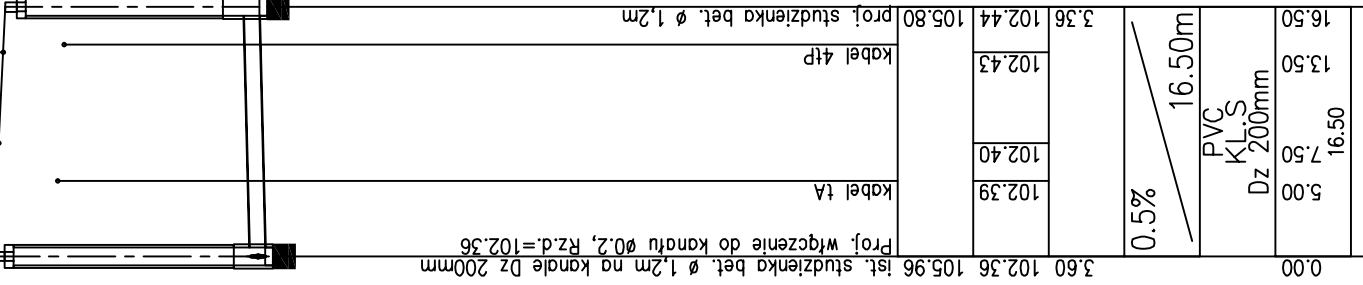 proj. studzienka bet. ø 1,2m 105.80 102.44 3.36 16.50
kabel 4tP 102.43 13.50
16.50m
PVC
KL.S
Dz 200mm
16.50
102.40 7.50
kabel tA 102.39 5.00
0.5%
Proj. włączenie do kanału ø0.2, Rz.d.=102.36
ist. studzienka bet. ø 1,2m na kanale Dz 200mm 105.96 102.36 3.60 0.00